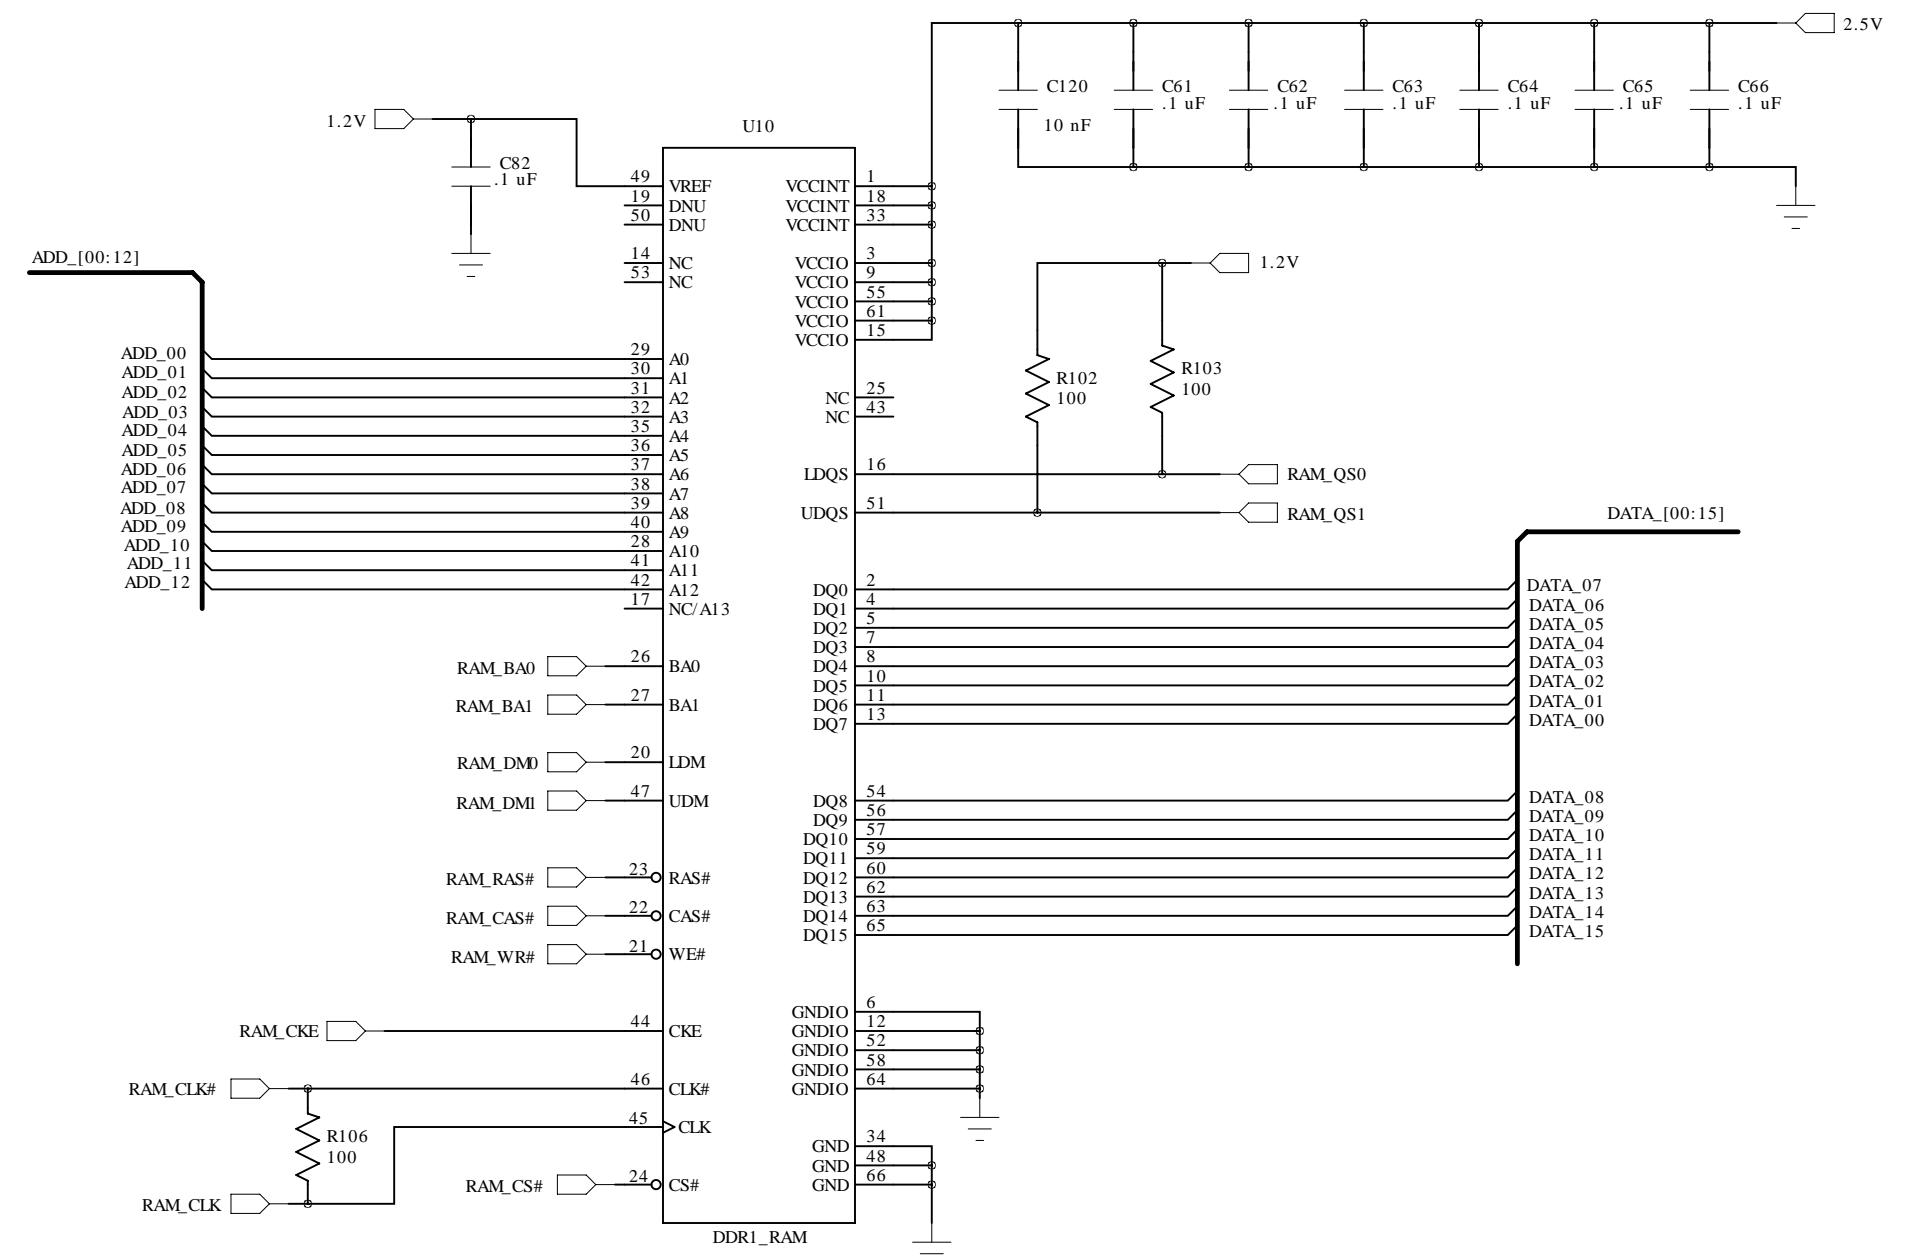 2.5V
C120
10 nF
C61
.1 uF
C62
.1 uF
C63
.1 uF
C64
.1 uF
C65
.1 uF
C66
.1 uF
1.2V
C82
.1 uF
U10
49 VREF
19 DNU
50 DNU
14 NC
53 NC
ADD_[00:12]
ADD_00 29 A0
ADD_01 30 A1
ADD_02 31 A2
ADD_03 32 A3
ADD_04 35 A4
ADD_05 36 A5
ADD_06 37 A6
ADD_07 38 A7
ADD_08 39 A8
ADD_09 40 A9
ADD_10 28 A10
ADD_11 41 A11
ADD_12 42 A12
17 NC/A13
RAM_BA0 26 BA0
RAM_BA1 27 BA1
RAM_DM0 20 LDM
RAM_DM1 47 UDM
RAM_RAS# 23 RAS#
RAM_CAS# 22 CAS#
RAM_WR# 21 WE#
RAM_CKE 44 CKE
RAM_CLK# 46 CLK#
R106
100
45 CLK
RAM_CLK
RAM_CS# 24 CS#
VCCINT 1
VCCINT 18
VCCINT 33
VCCIO 3
VCCIO 9
VCCIO 55
VCCIO 61
VCCIO 15
1.2V
R102
100
R103
100
NC 25
NC 43
LDQS 16 RAM_QS0
UDQS 51 RAM_QS1
DATA_[00:15]
DQ0 2 DATA_07
DQ1 4 DATA_06
DQ2 5 DATA_05
DQ3 7 DATA_04
DQ4 8 DATA_03
DQ5 10 DATA_02
DQ6 11 DATA_01
DQ7 13 DATA_00
DQ8 54 DATA_08
DQ9 56 DATA_09
DQ10 57 DATA_10
DQ11 59 DATA_11
DQ12 60 DATA_12
DQ13 62 DATA_13
DQ14 63 DATA_14
DQ15 65 DATA_15
GNDIO 6
GNDIO 12
GNDIO 52
GNDIO 58
GNDIO 64
GND 34
GND 48
GND 66
DDR1_RAM